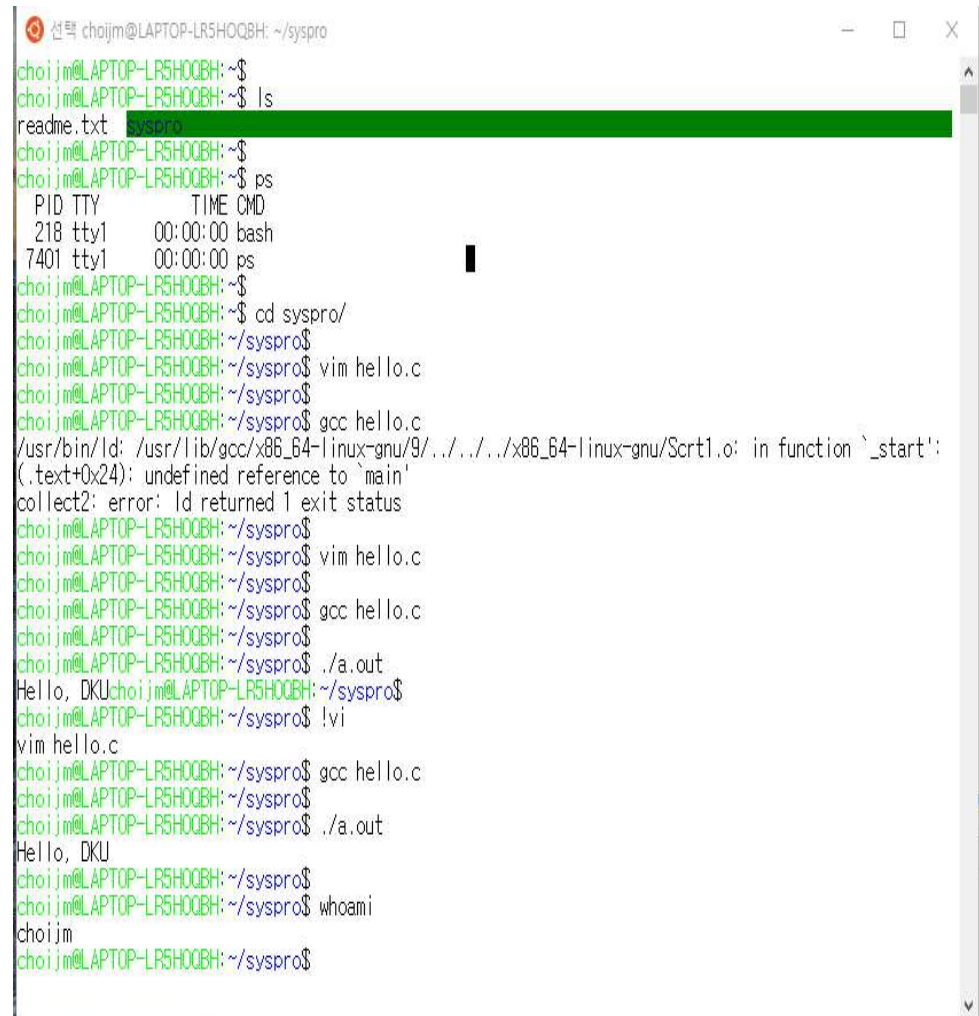 선택 choijm@LAPTOP-LR5HOQBH: ~/syspro
choijm@LAPTOP-LR5HOQBH:~$
choijm@LAPTOP-LR5HOQBH:~$ ls
readme.txt syspro
choijm@LAPTOP-LR5HOQBH:~$
choijm@LAPTOP-LR5HOQBH:~$ ps
PID TTY TIME CMD
218 tty1 00:00:00 bash
7401 tty1 00:00:00 ps
choijm@LAPTOP-LR5HOQBH:~$
choijm@LAPTOP-LR5HOQBH:~$ cd syspro/
choijm@LAPTOP-LR5HOQBH:~/syspro$
choijm@LAPTOP-LR5HOQBH:~/syspro$ vim hello.c
choijm@LAPTOP-LR5HOQBH:~/syspro$
choijm@LAPTOP-LR5HOQBH:~/syspro$ gcc hello.c
/usr/bin/ld: /usr/lib/gcc/x86_64-linux-gnu/9/../../../x86_64-linux-gnu/Scrt1.o: in function `_start':
(.text+0x24): undefined reference to `main'
collect2: error: ld returned 1 exit status
choijm@LAPTOP-LR5HOQBH:~/syspro$
choijm@LAPTOP-LR5HOQBH:~/syspro$ vim hello.c
choijm@LAPTOP-LR5HOQBH:~/syspro$
choijm@LAPTOP-LR5HOQBH:~/syspro$ gcc hello.c
choijm@LAPTOP-LR5HOQBH:~/syspro$
choijm@LAPTOP-LR5HOQBH:~/syspro$ ./a.out
Hello, DKUchoijm@LAPTOP-LR5HOQBH:~/syspro$
choijm@LAPTOP-LR5HOQBH:~/syspro$ !vi
vim hello.c
choijm@LAPTOP-LR5HOQBH:~/syspro$ gcc hello.c
choijm@LAPTOP-LR5HOQBH:~/syspro$
choijm@LAPTOP-LR5HOQBH:~/syspro$ ./a.out
Hello, DKU
choijm@LAPTOP-LR5HOQBH:~/syspro$
choijm@LAPTOP-LR5HOQBH:~/syspro$ whoami
choijm
choijm@LAPTOP-LR5HOQBH:~/syspro$